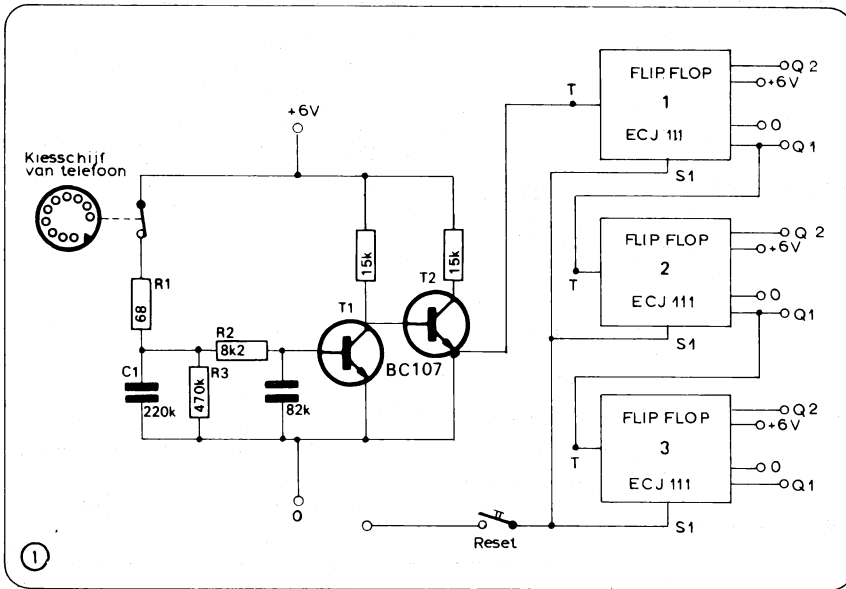 Kiesschijf
van telefoon
+6V
R1
68
C1
220k
R2
8k2
R3
470k
82k
15k
T1
15k
T2
BC107
0
T
FLIP FLOP
1
ECJ 111
Q 2
+6V
0
Q1
S1
T
FLIP FLOP
2
ECJ 111
Q 2
+6V
0
Q1
S1
T
FLIP FLOP
3
ECJ 111
Q2
+6V
0
Q1
S1
Reset
1